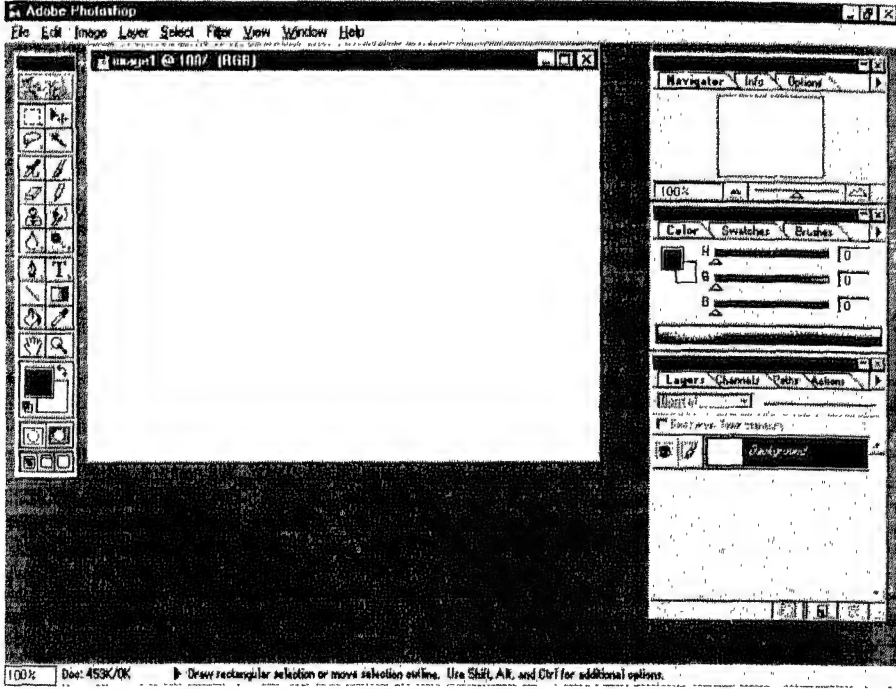 Adobe Photoshop
File Edit Image Layer Select Filter View Window Help
image1 @ 100% (RGB)
Navigator Info Options
100%
Color Swatches Brushes
R 0
G 0
B 0
Layers Channels Paths Actions
Normal
Preserve Transparency
Background
T
100% Doc: 453K/0K Draw rectangular selection or move selection outline. Use Shift, Alt, and Ctrl for additional options.